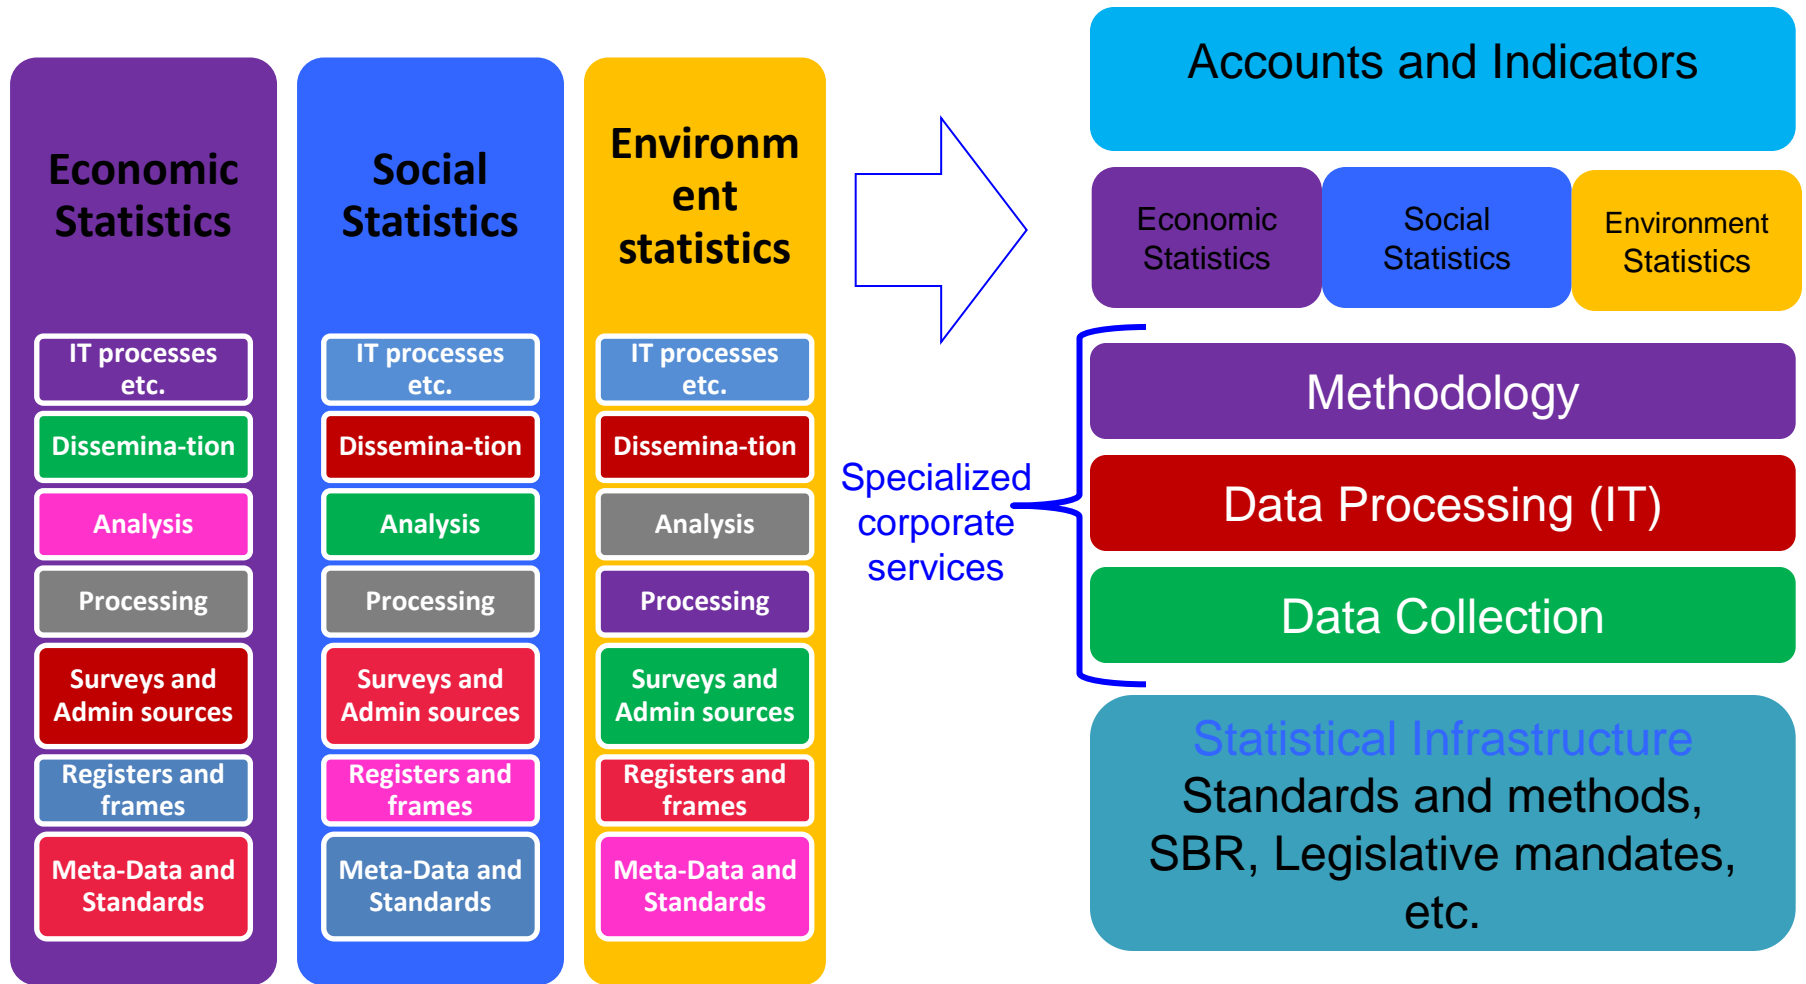 Economic
Statistics
IT processes
etc.
Dissemina-tion
Analysis
Processing
Surveys and
Admin sources
Registers and
frames
Meta-Data and
Standards
Social
Statistics
IT processes
etc.
Dissemina-tion
Analysis
Processing
Surveys and
Admin sources
Registers and
frames
Meta-Data and
Standards
Environm
ent
statistics
IT processes
etc.
Dissemina-tion
Analysis
Processing
Surveys and
Admin sources
Registers and
frames
Meta-Data and
Standards
Specialized
corporate
services
Accounts and Indicators
Economic
Statistics
Social
Statistics
Environment
Statistics
Methodology
Data Processing (IT)
Data Collection
Statistical Infrastructure
Standards and methods,
SBR, Legislative mandates,
etc.